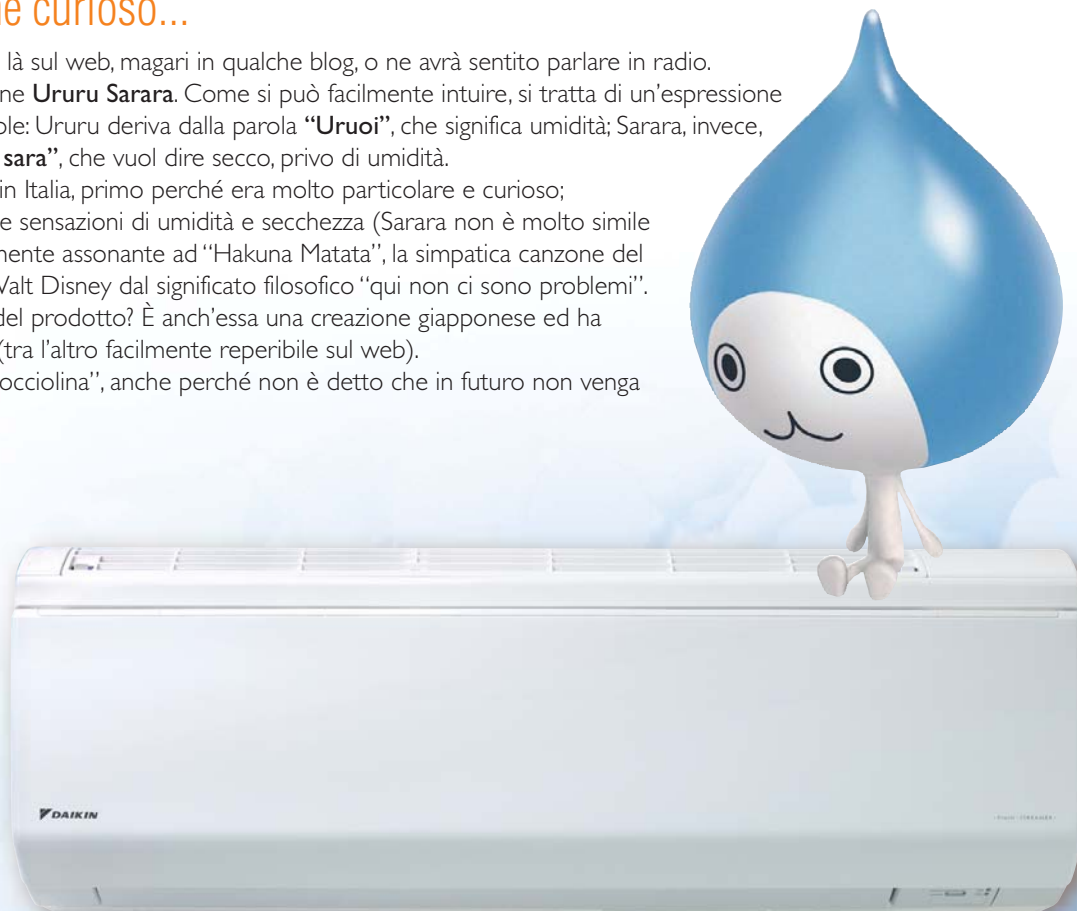 ne curioso...
là sul web, magari in qualche blog, o ne avrà sentito parlare in radio.
ne Ururu Sarara. Come si può facilmente intuire, si tratta di un’espressione
ole: Ururu deriva dalla parola “Uruoi”, che significa umidità; Sarara, invece,
sara”, che vuol dire secco, privo di umidità.
in Italia, primo perché era molto particolare e curioso;
e sensazioni di umidità e secchezza (Sarara non è molto simile
mente assonante ad “Hakuna Matata”, la simpatica canzone del
Valt Disney dal significato filosofico “qui non ci sono problemi”.
del prodotto? È anch’essa una creazione giapponese ed ha
(tra l’altro facilmente reperibile sul web).
occiolina”, anche perché non è detto che in futuro non venga
DAIKIN